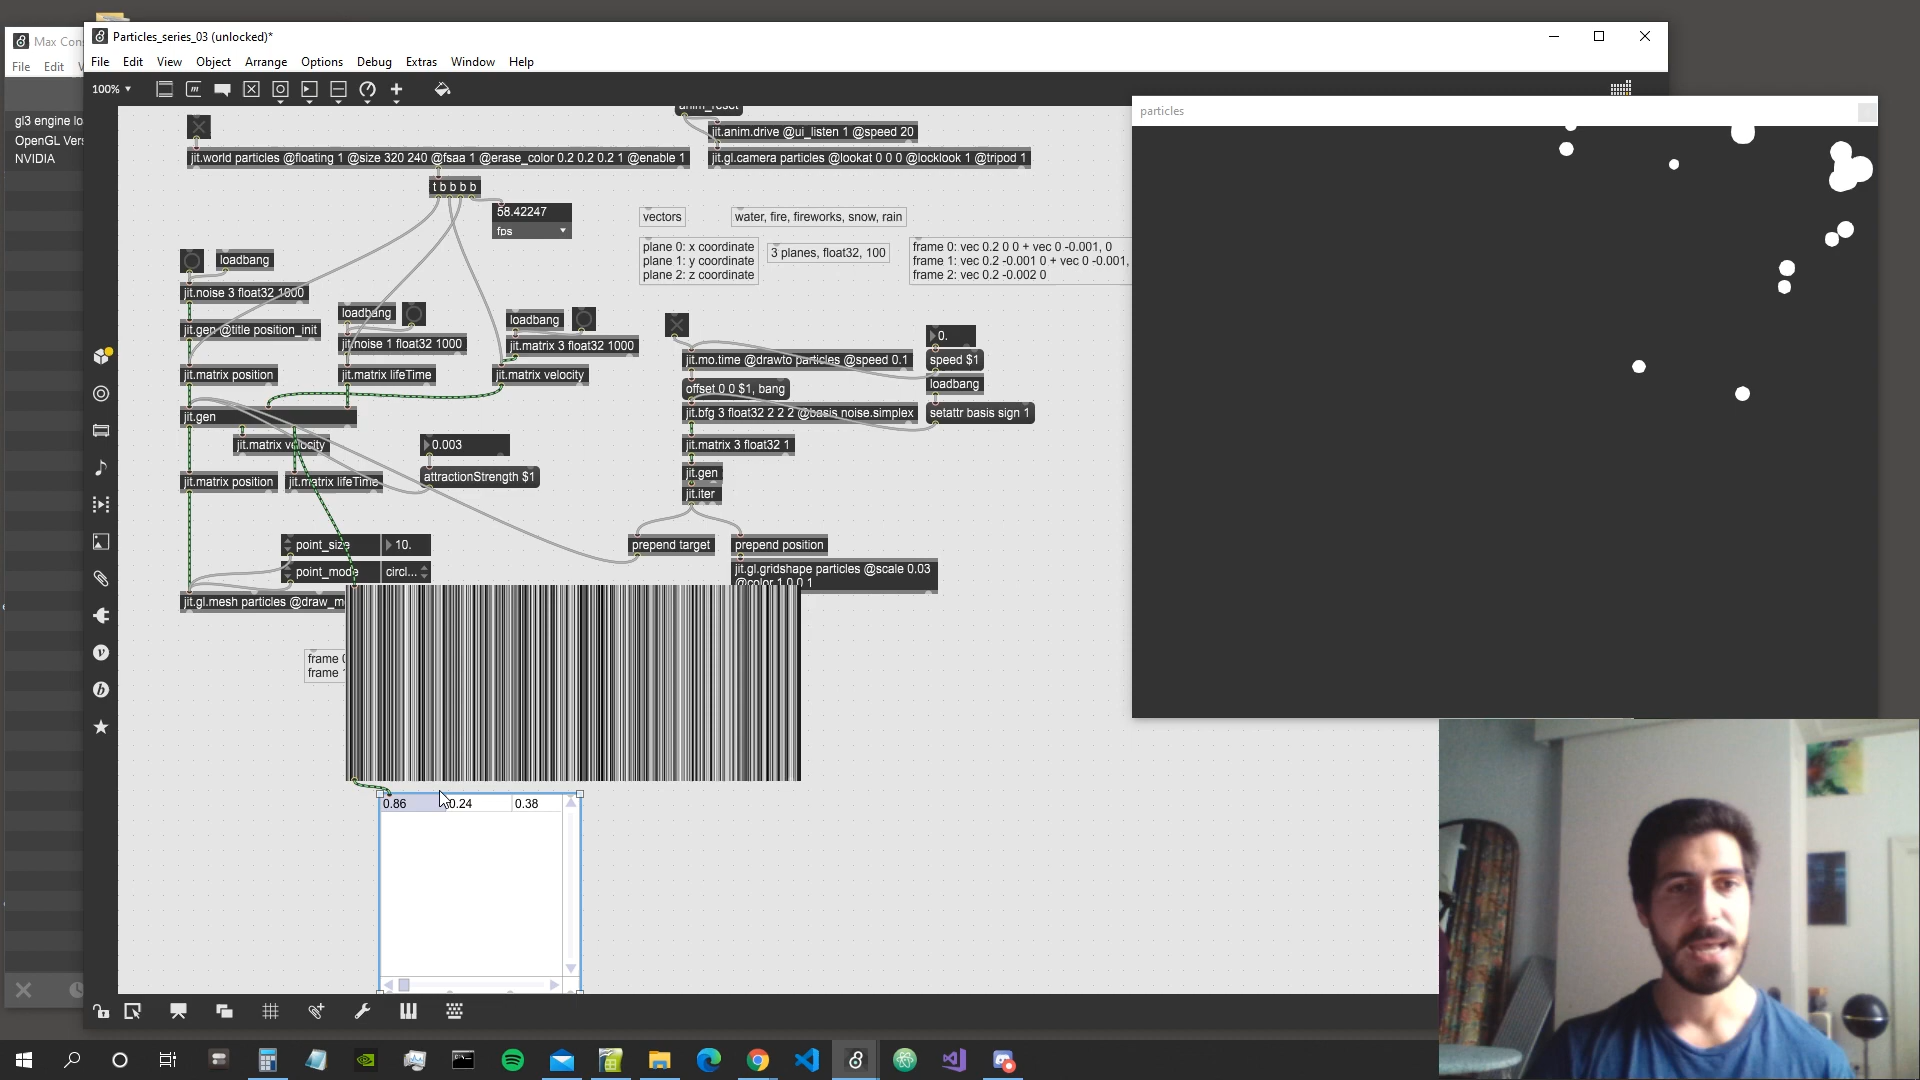 Max Con
File Edit V
gl3 engine lo
OpenGL Vers
NVIDIA
Particles_series_03 (unlocked)*
File Edit View Object Arrange Options Debug Extras Window Help
100%
jit.anim.drive @ui_listen 1 @speed 20
jit.world particles @floating 1 @size 320 240 @fsaa 1 @erase_color 0.2 0.2 0.2 1 @enable 1
jit.gl.camera particles @lookat 0 0 0 @locklook 1 @tripod 1
t b b b b
58.42247
fps
vectors
water, fire, fireworks, snow, rain
plane 0: x coordinate
plane 1: y coordinate
plane 2: z coordinate
3 planes, float32, 100
frame 0: vec 0.2 0 0 + vec 0 -0.001, 0
frame 1: vec 0.2 -0.001 0 + vec 0 -0.001,
frame 2: vec 0.2 -0.002 0
loadbang
jit.noise 3 float32 1000
jit.gen @title position_init
jit.matrix position
loadbang
jit.noise 1 float32 1000
jit.matrix lifeTime
loadbang
jit.matrix 3 float32 1000
jit.matrix velocity
jit.gen
jit.matrix velocity
jit.matrix position
jit.matrix lifeTime
0.003
attractionStrength $1
jit.mo.time @drawto particles @speed 0.1
offset 0 0 $1, bang
jit.bfg 3 float32 2 2 2 @basis noise.simplex
jit.matrix 3 float32 1
jit.gen
jit.iter
0.
speed $1
loadbang
setattr basis sign 1
prepend target
prepend position
jit.gl.gridshape particles @scale 0.03
@color 1 0 0 1
point_size 10.
point_mode circl...
jit.gl.mesh particles @draw_m
frame 0
frame 1
0.86 0.24 0.38
particles